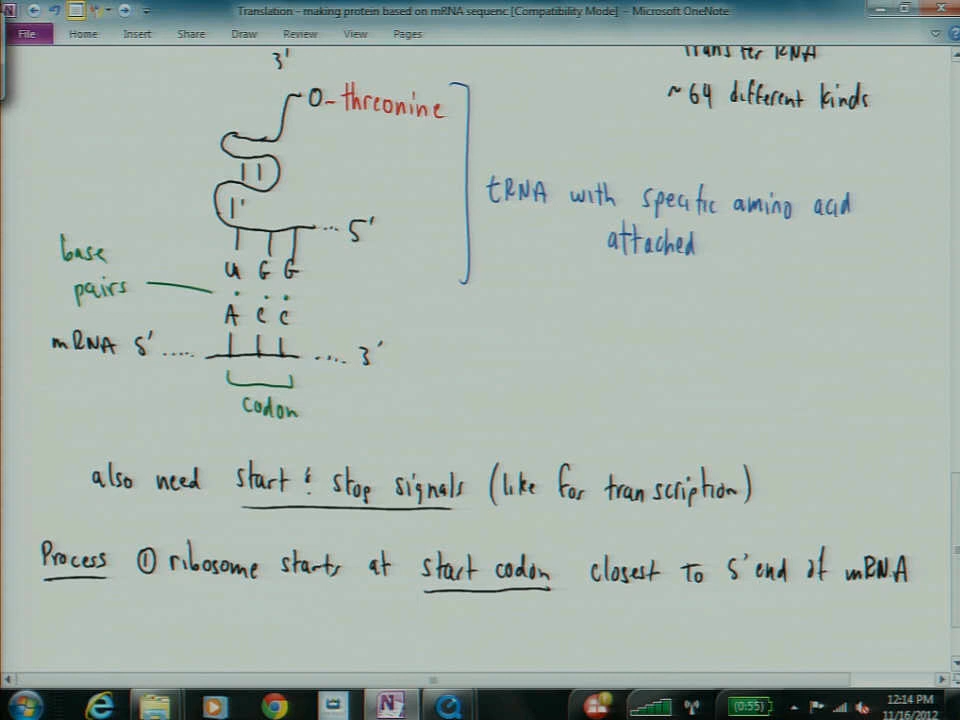 Translation - making protein based on mRNA sequenc [Compatibility Mode] - Microsoft OneNote
File Home Insert Share Draw Review View Pages
3'
Transfer RNA
~ 64 different kinds
O-threonine
tRNA with specific amino acid
attached
... 5'
base
pairs
U G G
A C C
mRNA 5' ..... .... 3'
codon
also need start & stop signals (like for transcription)
Process ① ribosome starts at start codon closest to 5' end of mRNA
(0:55)
12:14 PM
11/16/2012